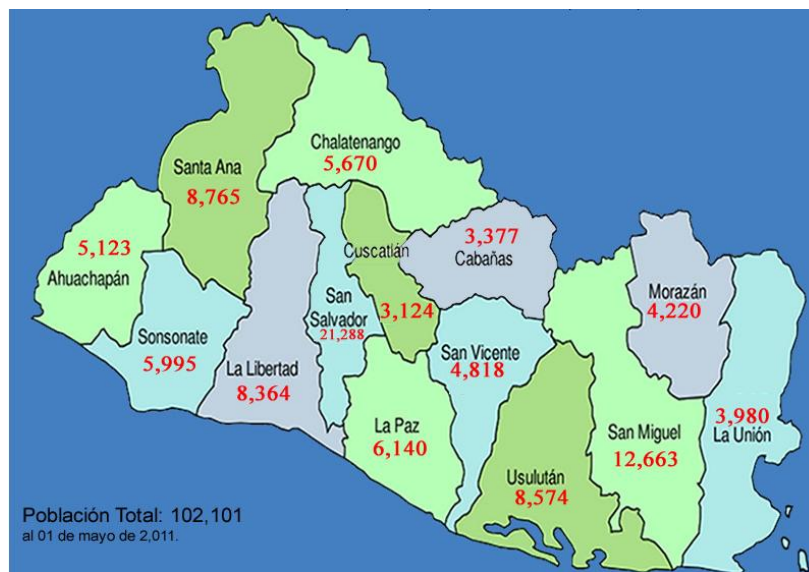 Chalatenango
5,670
Santa Ana
8,765
5,123
Ahuachapán
Cuscatlán
3,377
Cabañas
Sonsonate
5,995
La Libertad
8,364
San
Salvador
21,288
3,124
San Vicente
4,818
Morazán
4,220
La Paz
6,140
Usulután
8,574
San Miguel
12,663
3,980
La Unión
Población Total: 102,101
al 01 de mayo de 2,011.